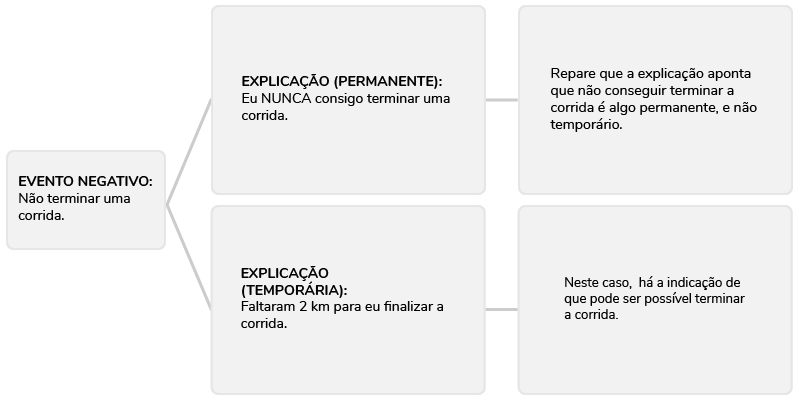 EVENTO NEGATIVO:
Não terminar uma
corrida.
EXPLICAÇÃO (PERMANENTE):
Eu NUNCA consigo terminar uma
corrida.
Repare que a explicação aponta
que não conseguir terminar a
corrida é algo permanente, e não
temporário.
EXPLICAÇÃO
(TEMPORÁRIA):
Faltaram 2 km para eu finalizar a
corrida.
Neste caso,  há a indicação de
que pode ser possível terminar
a corrida.